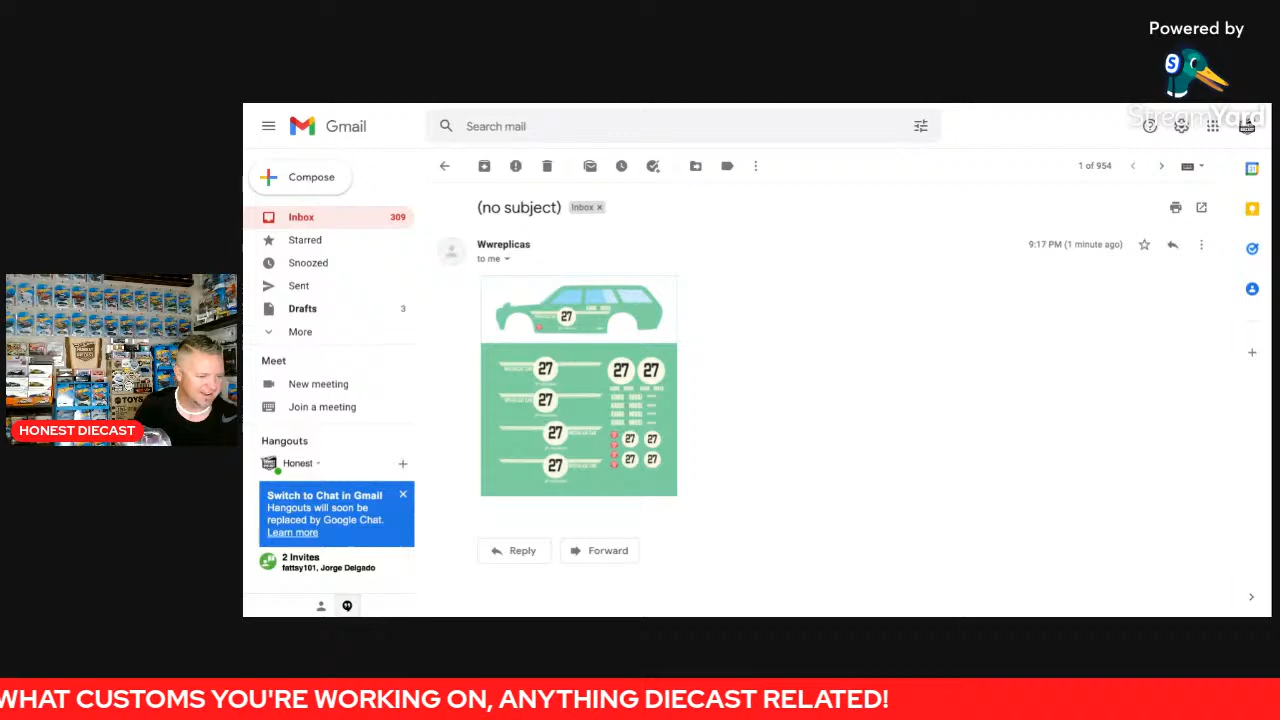 Powered by
StreamYard
Gmail
Search mail
Compose
1 of 954
Inbox 309
(no subject) Inbox x
Starred
Wwreplicas
9:17 PM (1 minute ago)
to me
Snoozed
Sent
Drafts 3
More
Meet
New meeting
Join a meeting
Hangouts
Honest
Switch to Chat in Gmail
Hangouts will soon be
replaced by Google Chat.
Learn more
2 Invites
fattsy101, Jorge Delgado
27
27 27 27
27
27
27 27
27 27 27
Reply
Forward
TOYS
HONEST DIECAST
WHAT CUSTOMS YOU'RE WORKING ON, ANYTHING DIECAST RELATED!